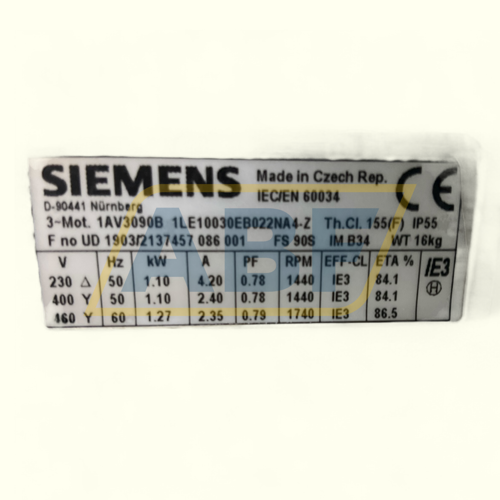 SIEMENS
Made in Czech Rep.
IEC/EN 60034
CE
D-90441 Nürnberg
3~Mot. 1AV3090B 1LE10030EB022NA4-Z Th.Cl. 155(F) IP55
F no UD 1903/2137457 086 001 FS 90S IM B34 WT 16kg
V Hz kW A PF RPM EFF-CL ETA % IE3
230 Δ 50 1.10 4.20 0.78 1440 IE3 84.1
400 Y 50 1.10 2.40 0.78 1440 IE3 84.1
460 Y 60 1.27 2.35 0.79 1740 IE3 86.5
H
ABF